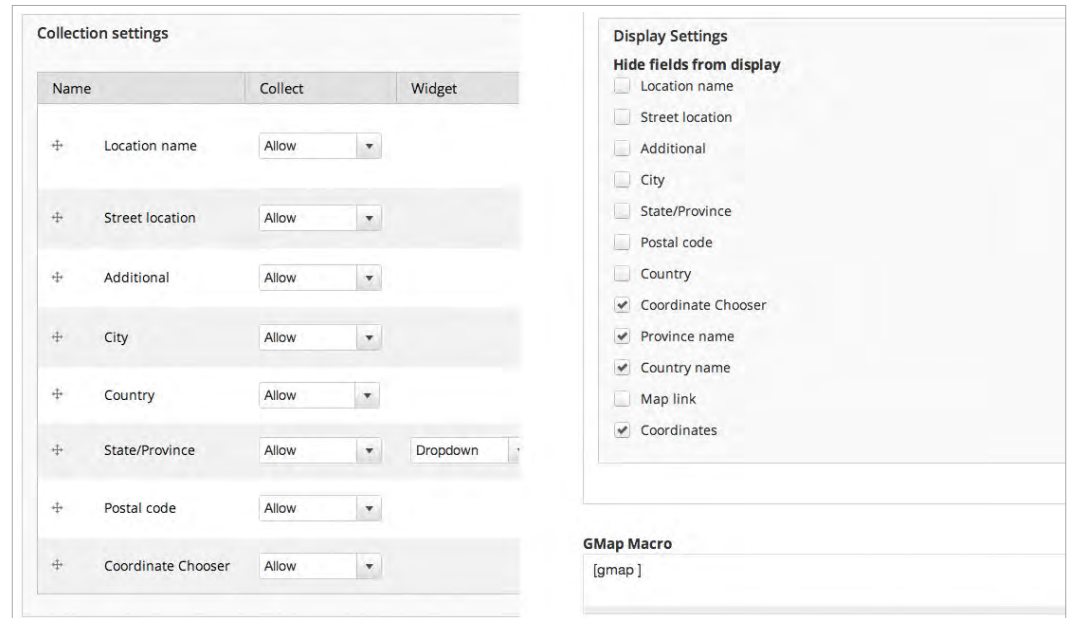 Collection settings
Name Collect Widget
Location name Allow
Street location Allow
Additional Allow
City Allow
Country Allow
State/Province Allow Dropdown
Postal code Allow
Coordinate Chooser Allow
Display Settings
Hide fields from display
Location name
Street location
Additional
City
State/Province
Postal code
Country
Coordinate Chooser
Province name
Country name
Map link
Coordinates
GMap Macro
[gmap ]